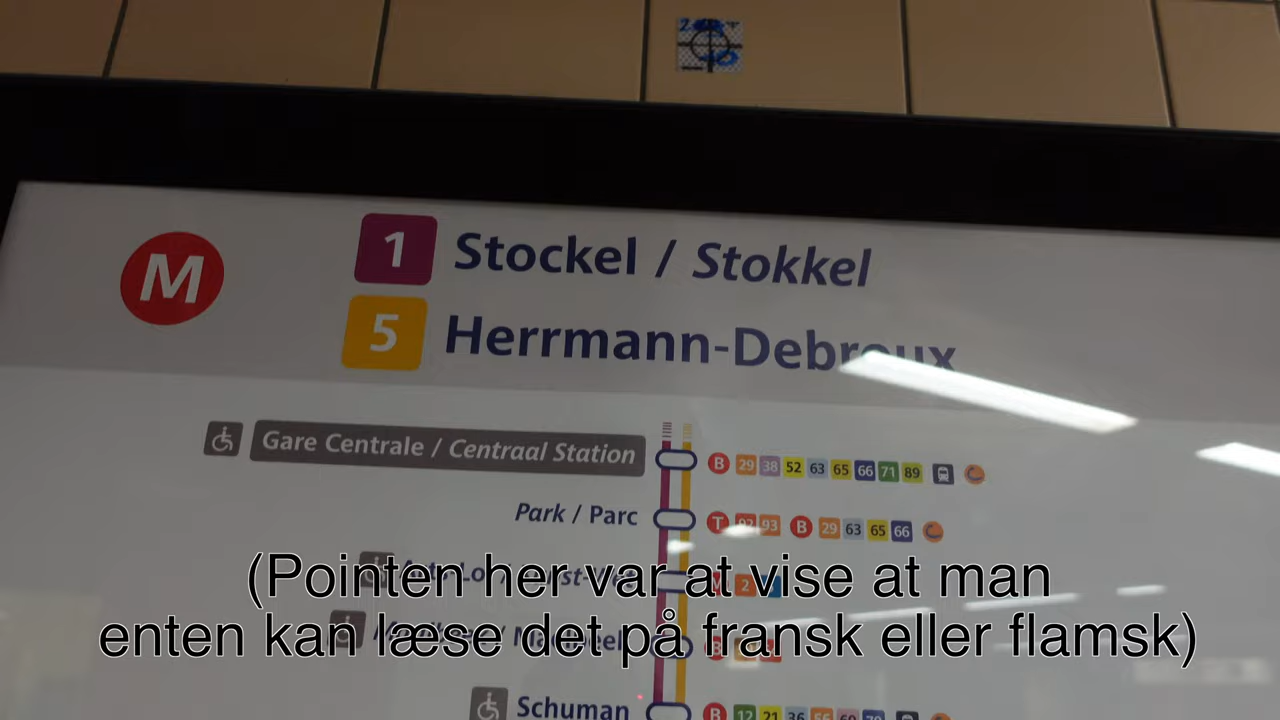 M
1 Stockel / Stokkel
5 Herrmann-Debroux
Gare Centrale / Centraal Station
B 29 38 52 63 65 66 71 89
Park / Parc
T 92 93 B 29 63 65 66
(Pointen her var at vise at man
enten kan læse det på fransk eller flamsk)
Schuman
B 12 21 36 79